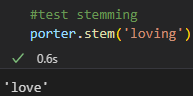 #test stemming
porter.stem('loving')
0.6s
'love'